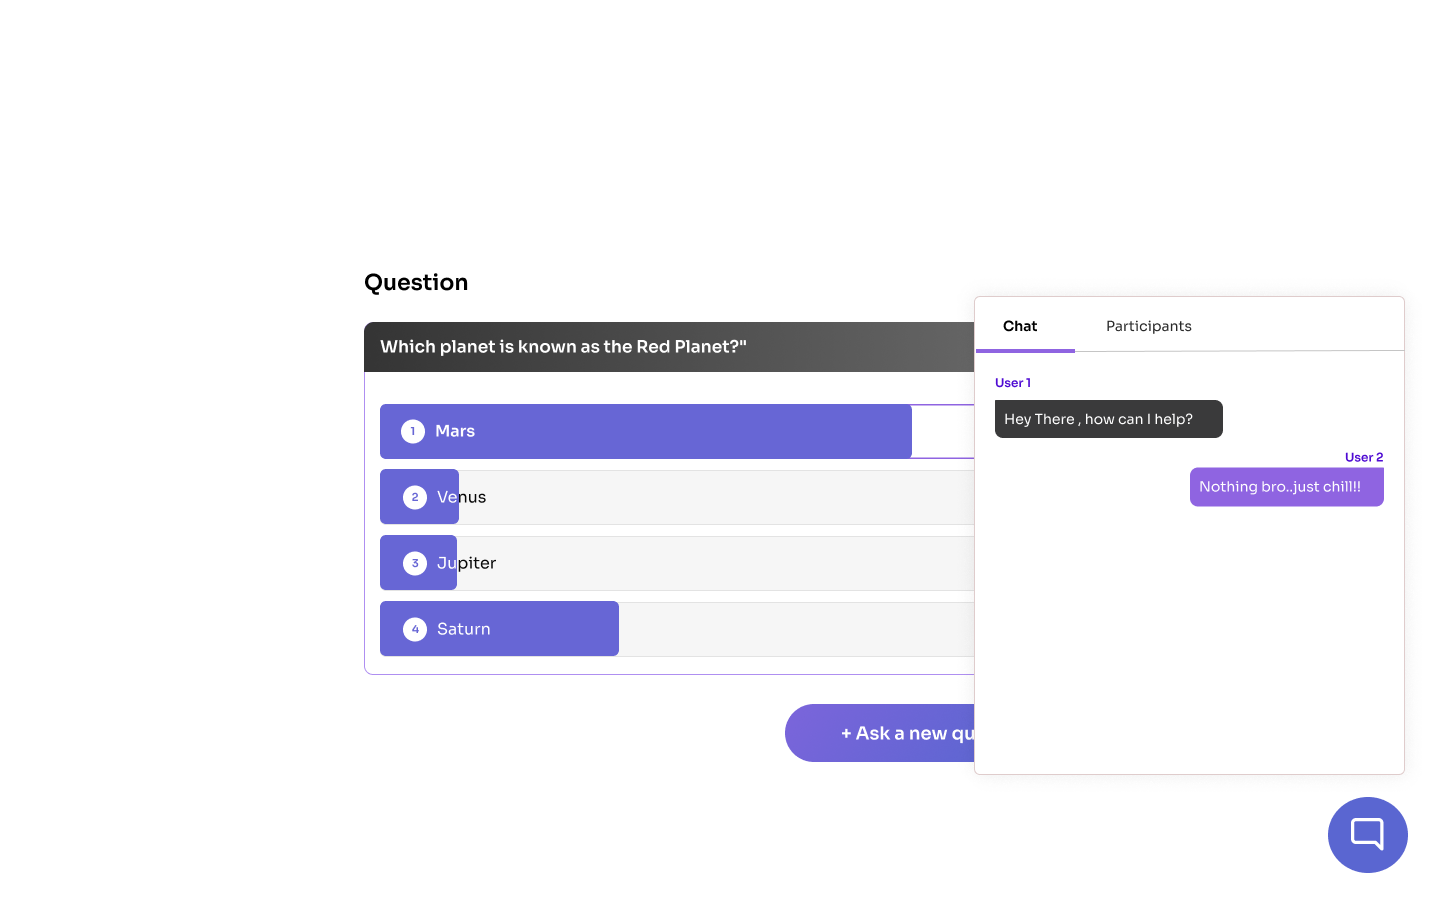 Question
Which planet is known as the Red Planet?"
1 Mars
2 Venus
3 Jupiter
4 Saturn
+ Ask a new qu
Chat Participants
User 1
Hey There , how can I help?
User 2
Nothing bro..just chill!!